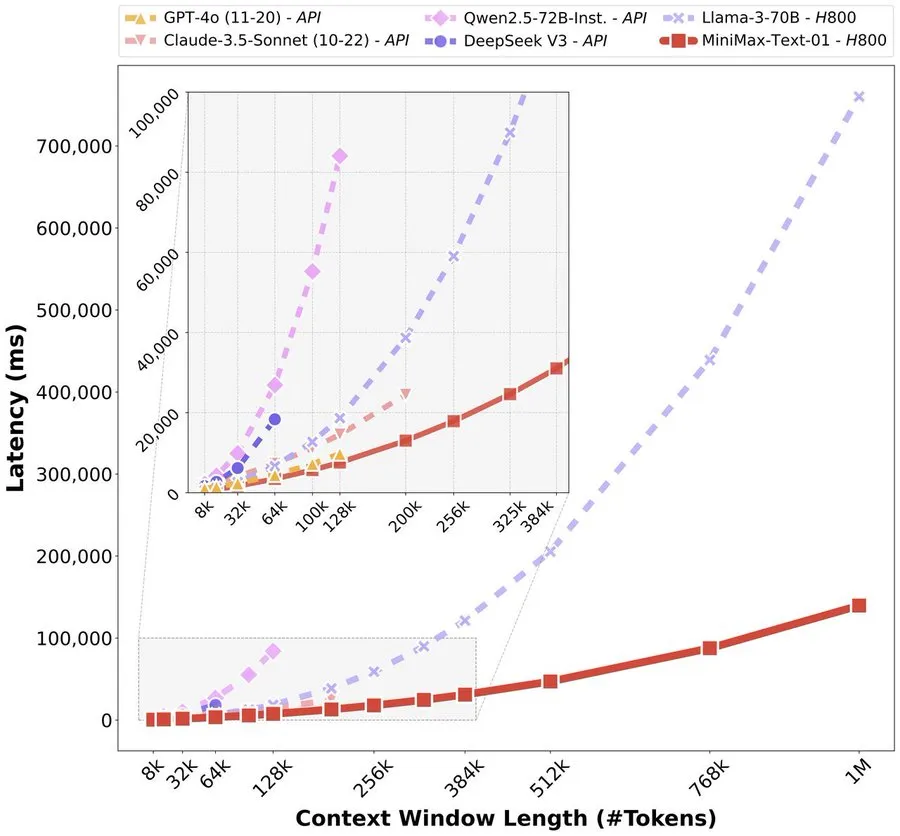 GPT-4o (11-20) - API
Claude-3.5-Sonnet (10-22) - API
Qwen2.5-72B-Inst. - API
DeepSeek V3 - API
Llama-3-70B - H800
MiniMax-Text-01 - H800
Latency (ms)
700,000
600,000
500,000
400,000
300,000
200,000
100,000
0
100,000
80,000
60,000
40,000
20,000
0
8k 32k 64k 100k 128k 200k 256k 325k 384k
8k 32k 64k 128k 256k 384k 512k 768k 1M
Context Window Length (#Tokens)